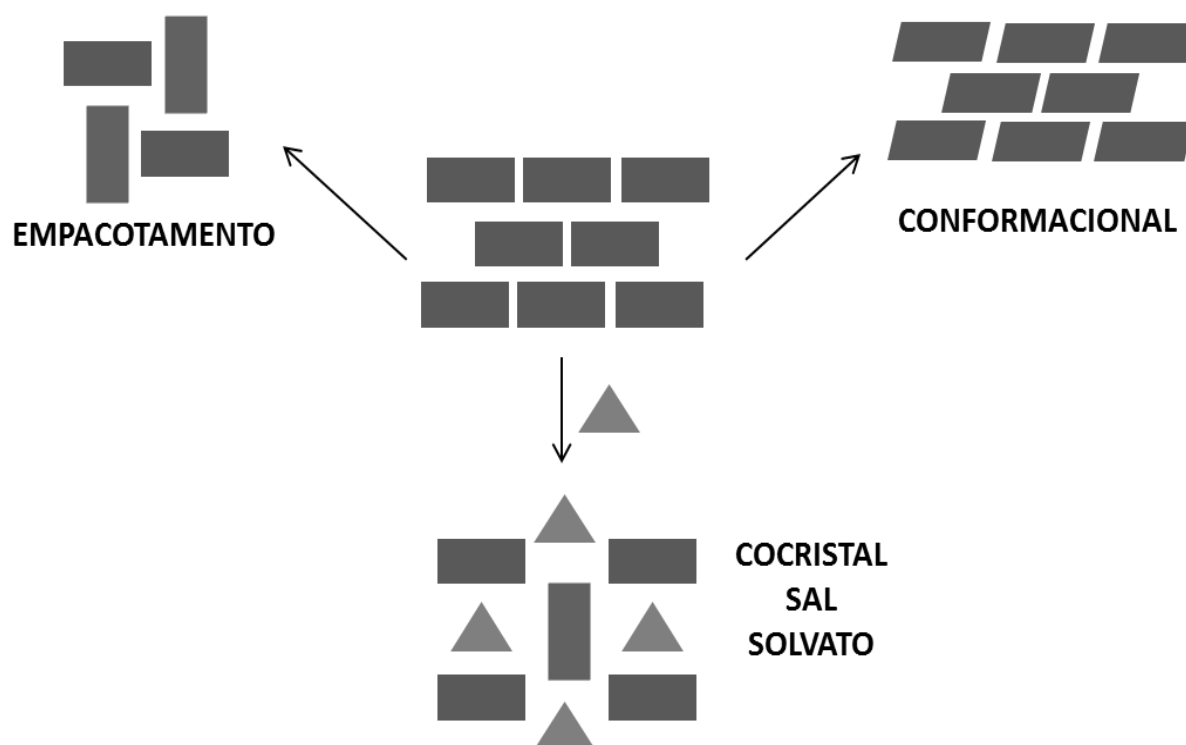 EMPACOTAMENTO
CONFORMACIONAL
COCRISTAL
SAL
SOLVATO